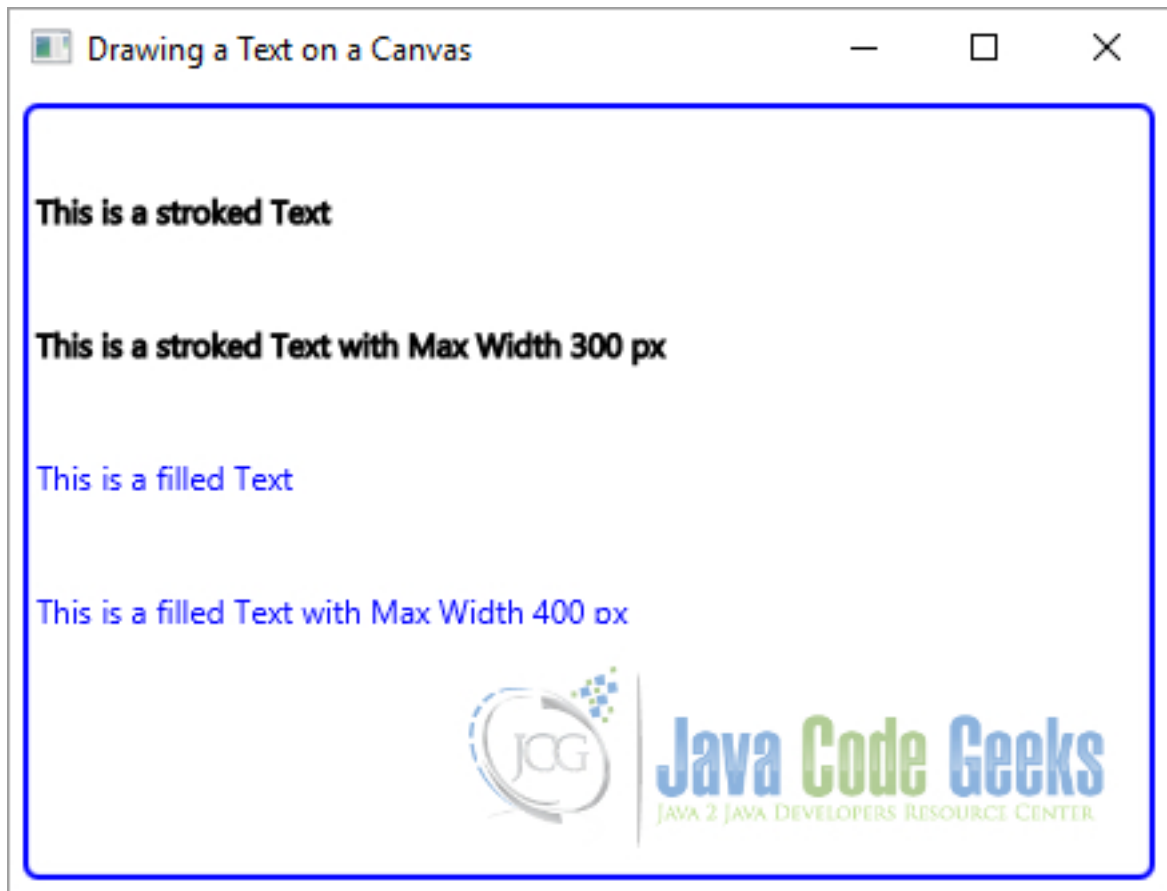 Drawing a Text on a Canvas
This is a stroked Text
This is a stroked Text with Max Width 300 px
This is a filled Text
This is a filled Text with Max Width 400 px
JCG
Java Code Geeks
JAVA 2 JAVA DEVELOPERS RESOURCE CENTER